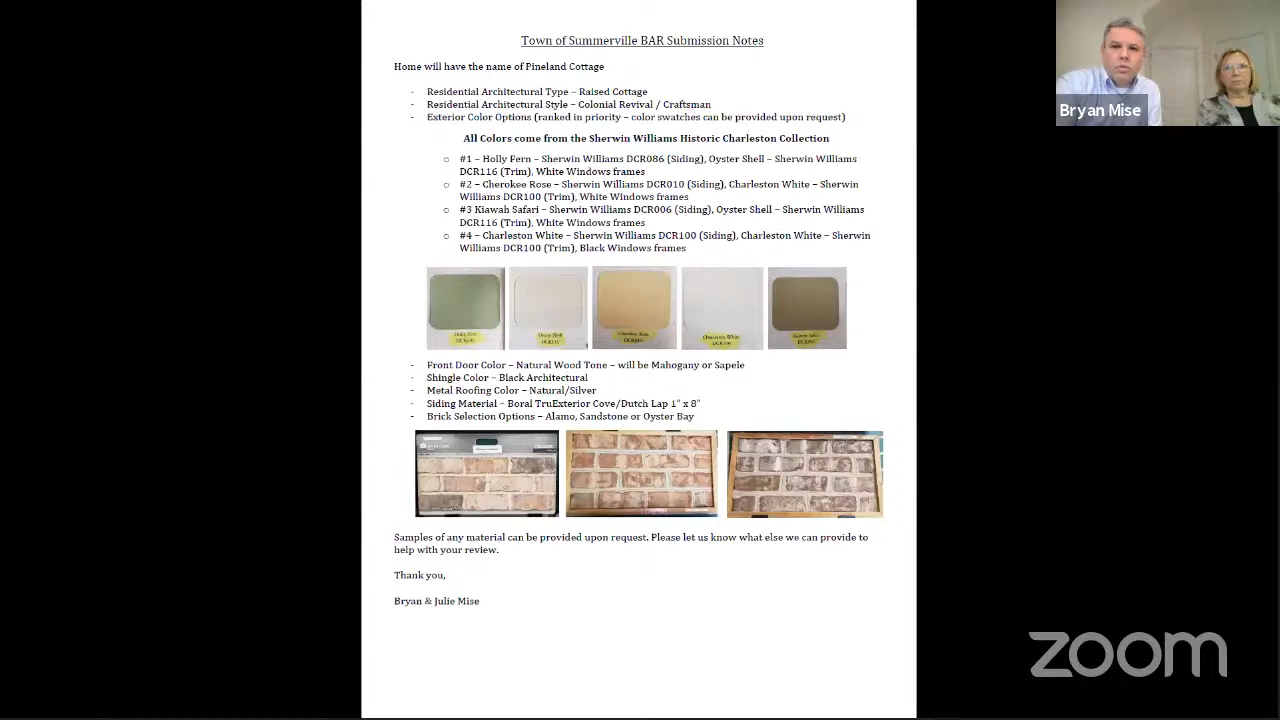 Town of Summerville BAR Submission Notes
Home will have the name of Pineland Cottage
- Residential Architectural Type – Raised Cottage
- Residential Architectural Style – Colonial Revival / Craftsman
- Exterior Color Options (ranked in priority – color swatches can be provided upon request)
All Colors come from the Sherwin Williams Historic Charleston Collection
o #1 – Holly Fern – Sherwin Williams DCR086 (Siding), Oyster Shell – Sherwin Williams
DCR116 (Trim), White Windows frames
o #2 – Cherokee Rose – Sherwin Williams DCR010 (Siding), Charleston White – Sherwin
Williams DCR100 (Trim), White Windows frames
o #3 Kiawah Safari – Sherwin Williams DCR006 (Siding), Oyster Shell – Sherwin Williams
DCR116 (Trim), White Windows frames
o #4 – Charleston White – Sherwin Williams DCR100 (Siding), Charleston White – Sherwin
Williams DCR100 (Trim), Black Windows frames
- Front Door Color – Natural Wood Tone – will be Mahogany or Sapele
- Shingle Color – Black Architectural
- Metal Roofing Color – Natural/Silver
- Siding Material – Boral TruExterior Cove/Dutch Lap 1" x 8"
- Brick Selection Options – Alamo, Sandstone or Oyster Bay
Samples of any material can be provided upon request. Please let us know what else we can provide to
help with your review.
Thank you,
Bryan & Julie Mise
Bryan Mise
zoom